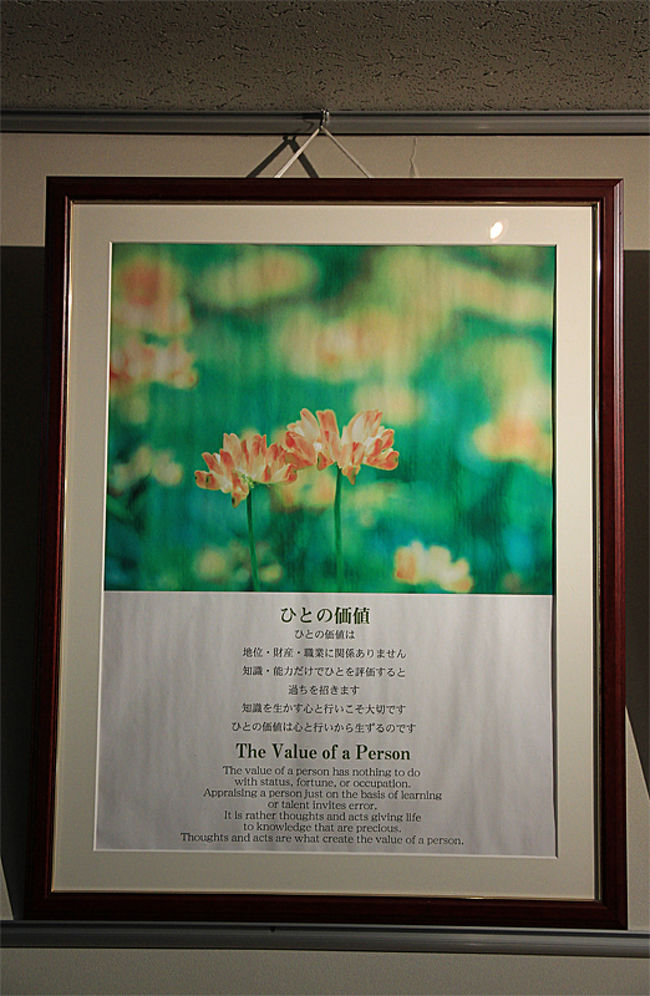 ひとの価値
ひとの価値は
地位・財産・職業に関係ありません
知識・能力だけでひとを評価すると
過ちを招きます
知識を生かす心と行いこそ大切です
ひとの価値は心と行いから生ずるのです
The Value of a Person
The value of a person has nothing to do
with status, fortune, or occupation.
Appraising a person just on the basis of learning
or talent invites error.
It is rather thoughts and acts giving life
to knowledge that are precious.
Thoughts and acts are what create the value of a person.